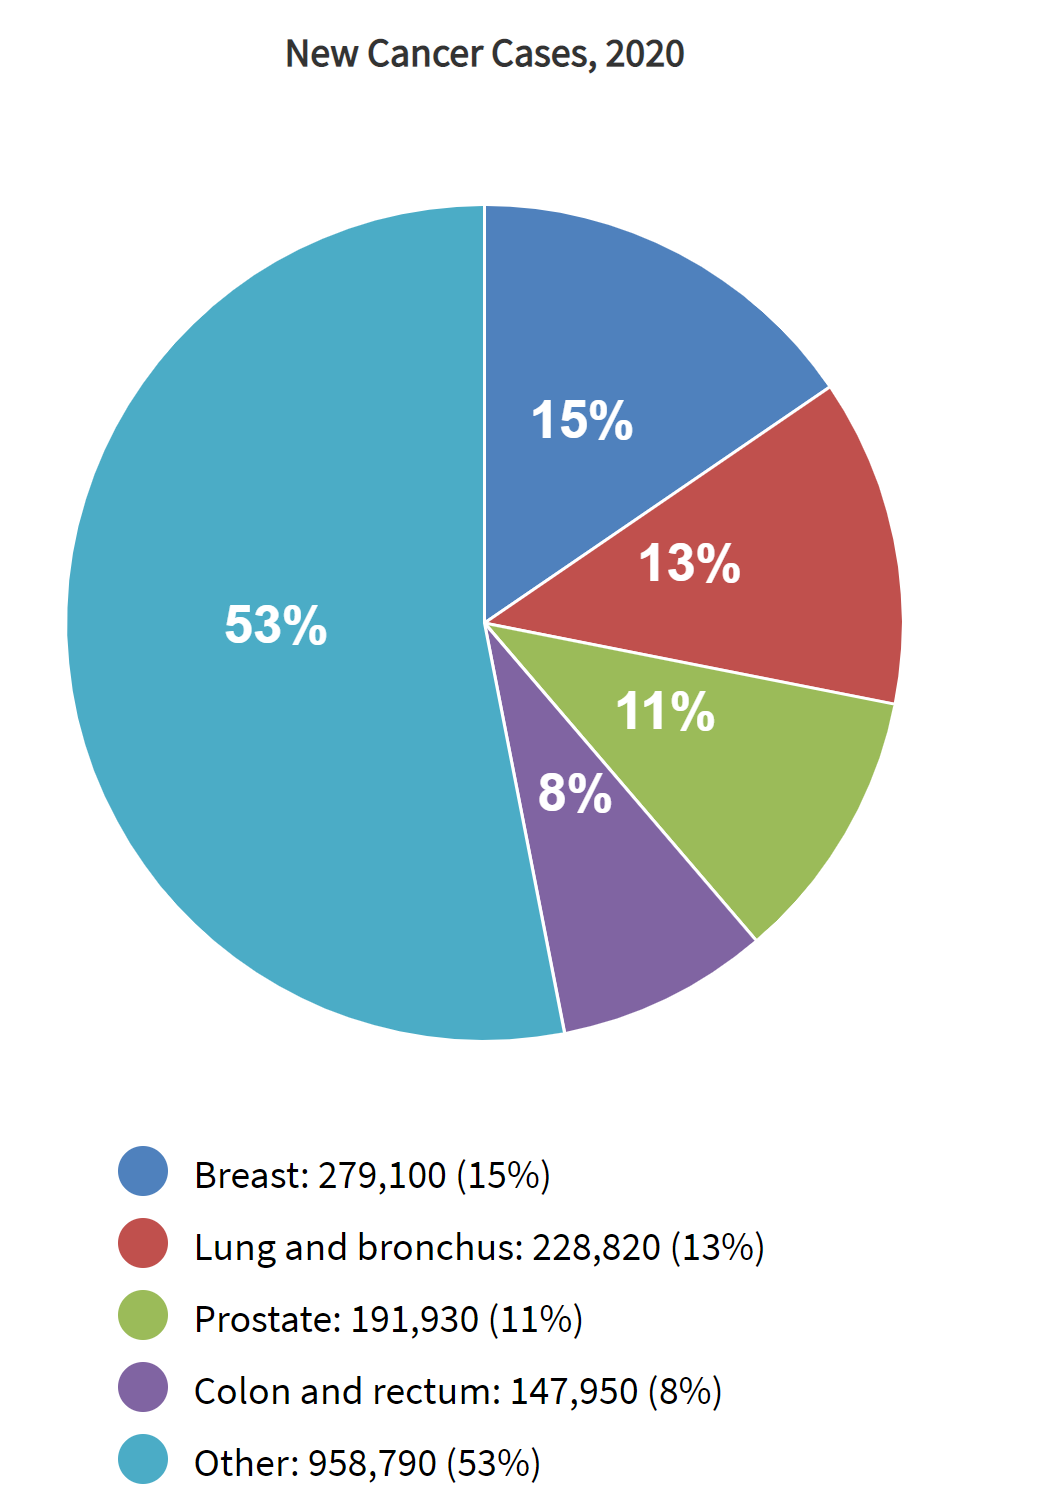 New Cancer Cases, 2020
15%
13%
53%
11%
8%
Breast: 279,100 (15%)
Lung and bronchus: 228,820 (13%)
Prostate: 191,930 (11%)
Colon and rectum: 147,950 (8%)
Other: 958,790 (53%)